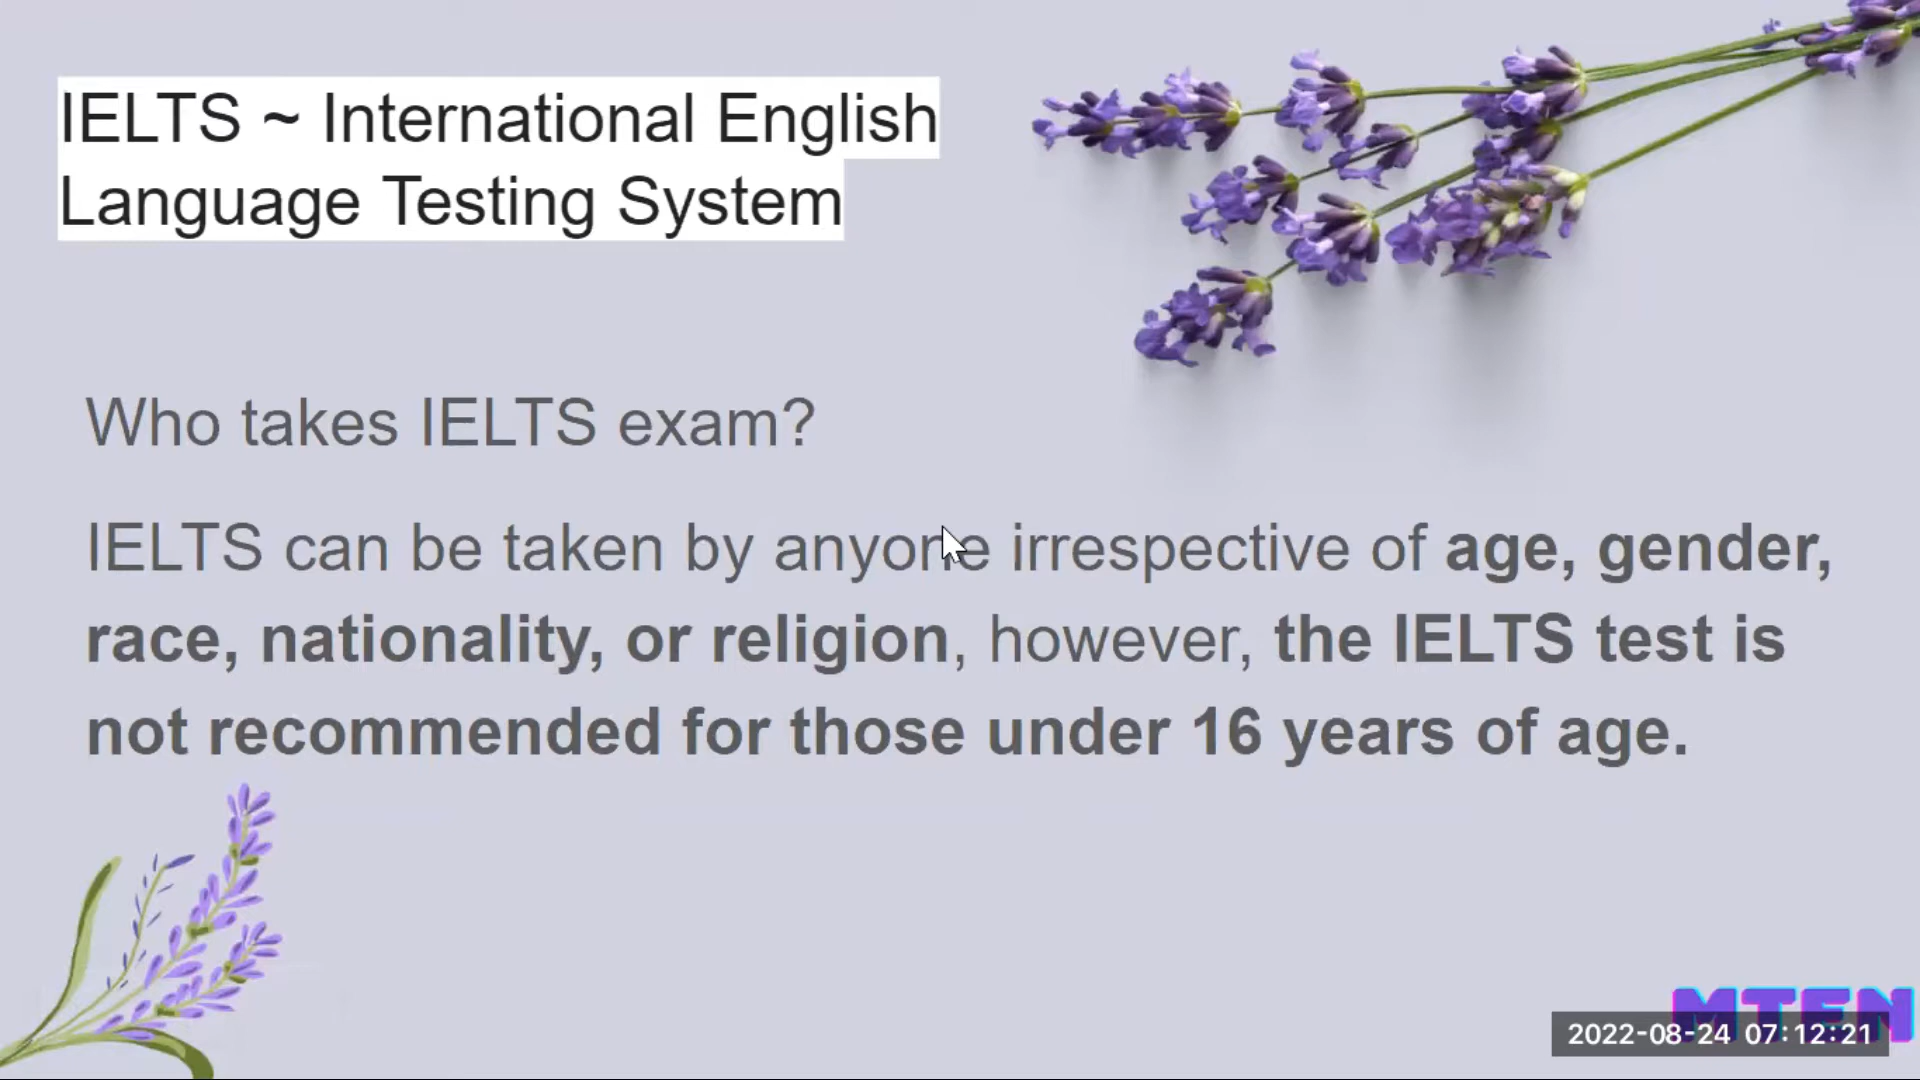 IELTS ~ International English
Language Testing System
Who takes IELTS exam?
IELTS can be taken by anyone irrespective of age, gender,
race, nationality, or religion, however, the IELTS test is
not recommended for those under 16 years of age.
MTEN
2022-08-24 07:12:21